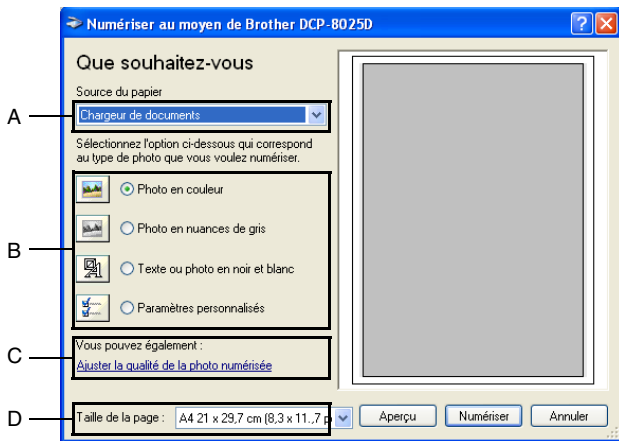 Numériser au moyen de Brother DCP-8025D
Que souhaitez-vous
Source du papier
A
Chargeur de documents
Sélectionnez l'option ci-dessous qui correspond
au type de photo que vous voulez numériser.
B
Photo en couleur
Photo en nuances de gris
Texte ou photo en noir et blanc
Paramètres personnalisés
C
Vous pouvez également :
Ajuster la qualité de la photo numérisée
D
Taille de la page : A4 21 x 29,7 cm (8,3 x 11.,7 p
Aperçu Numériser Annuler